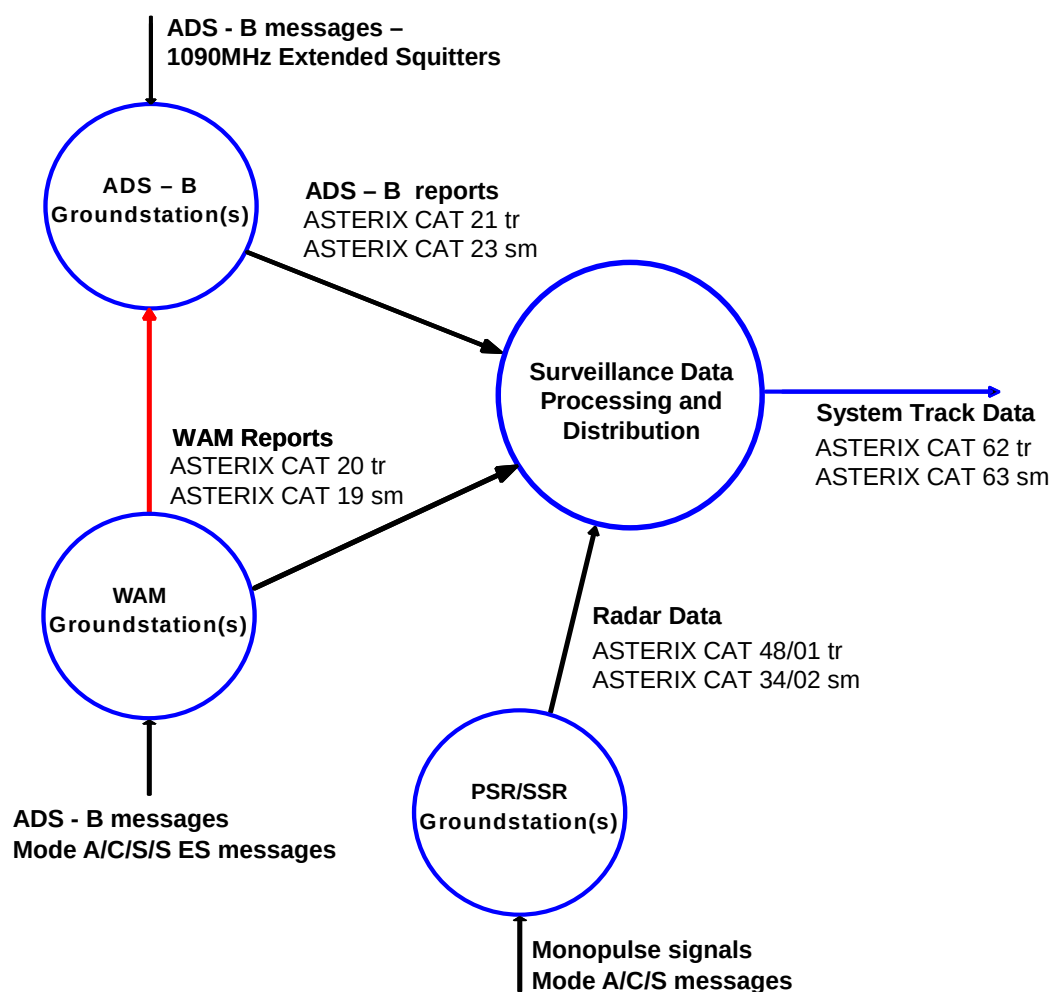 ADS - B messages –
1090MHz Extended Squitters
ADS – B
Groundstation(s)
ADS – B reports
ASTERIX CAT 21 tr
ASTERIX CAT 23 sm
Surveillance Data
Processing and
Distribution
System Track Data
ASTERIX CAT 62 tr
ASTERIX CAT 63 sm
WAM Reports
ASTERIX CAT 20 tr
ASTERIX CAT 19 sm
WAM
Groundstation(s)
Radar Data
ASTERIX CAT 48/01 tr
ASTERIX CAT 34/02 sm
PSR/SSR
Groundstation(s)
ADS - B messages
Mode A/C/S/S ES messages
Monopulse signals
Mode A/C/S messages